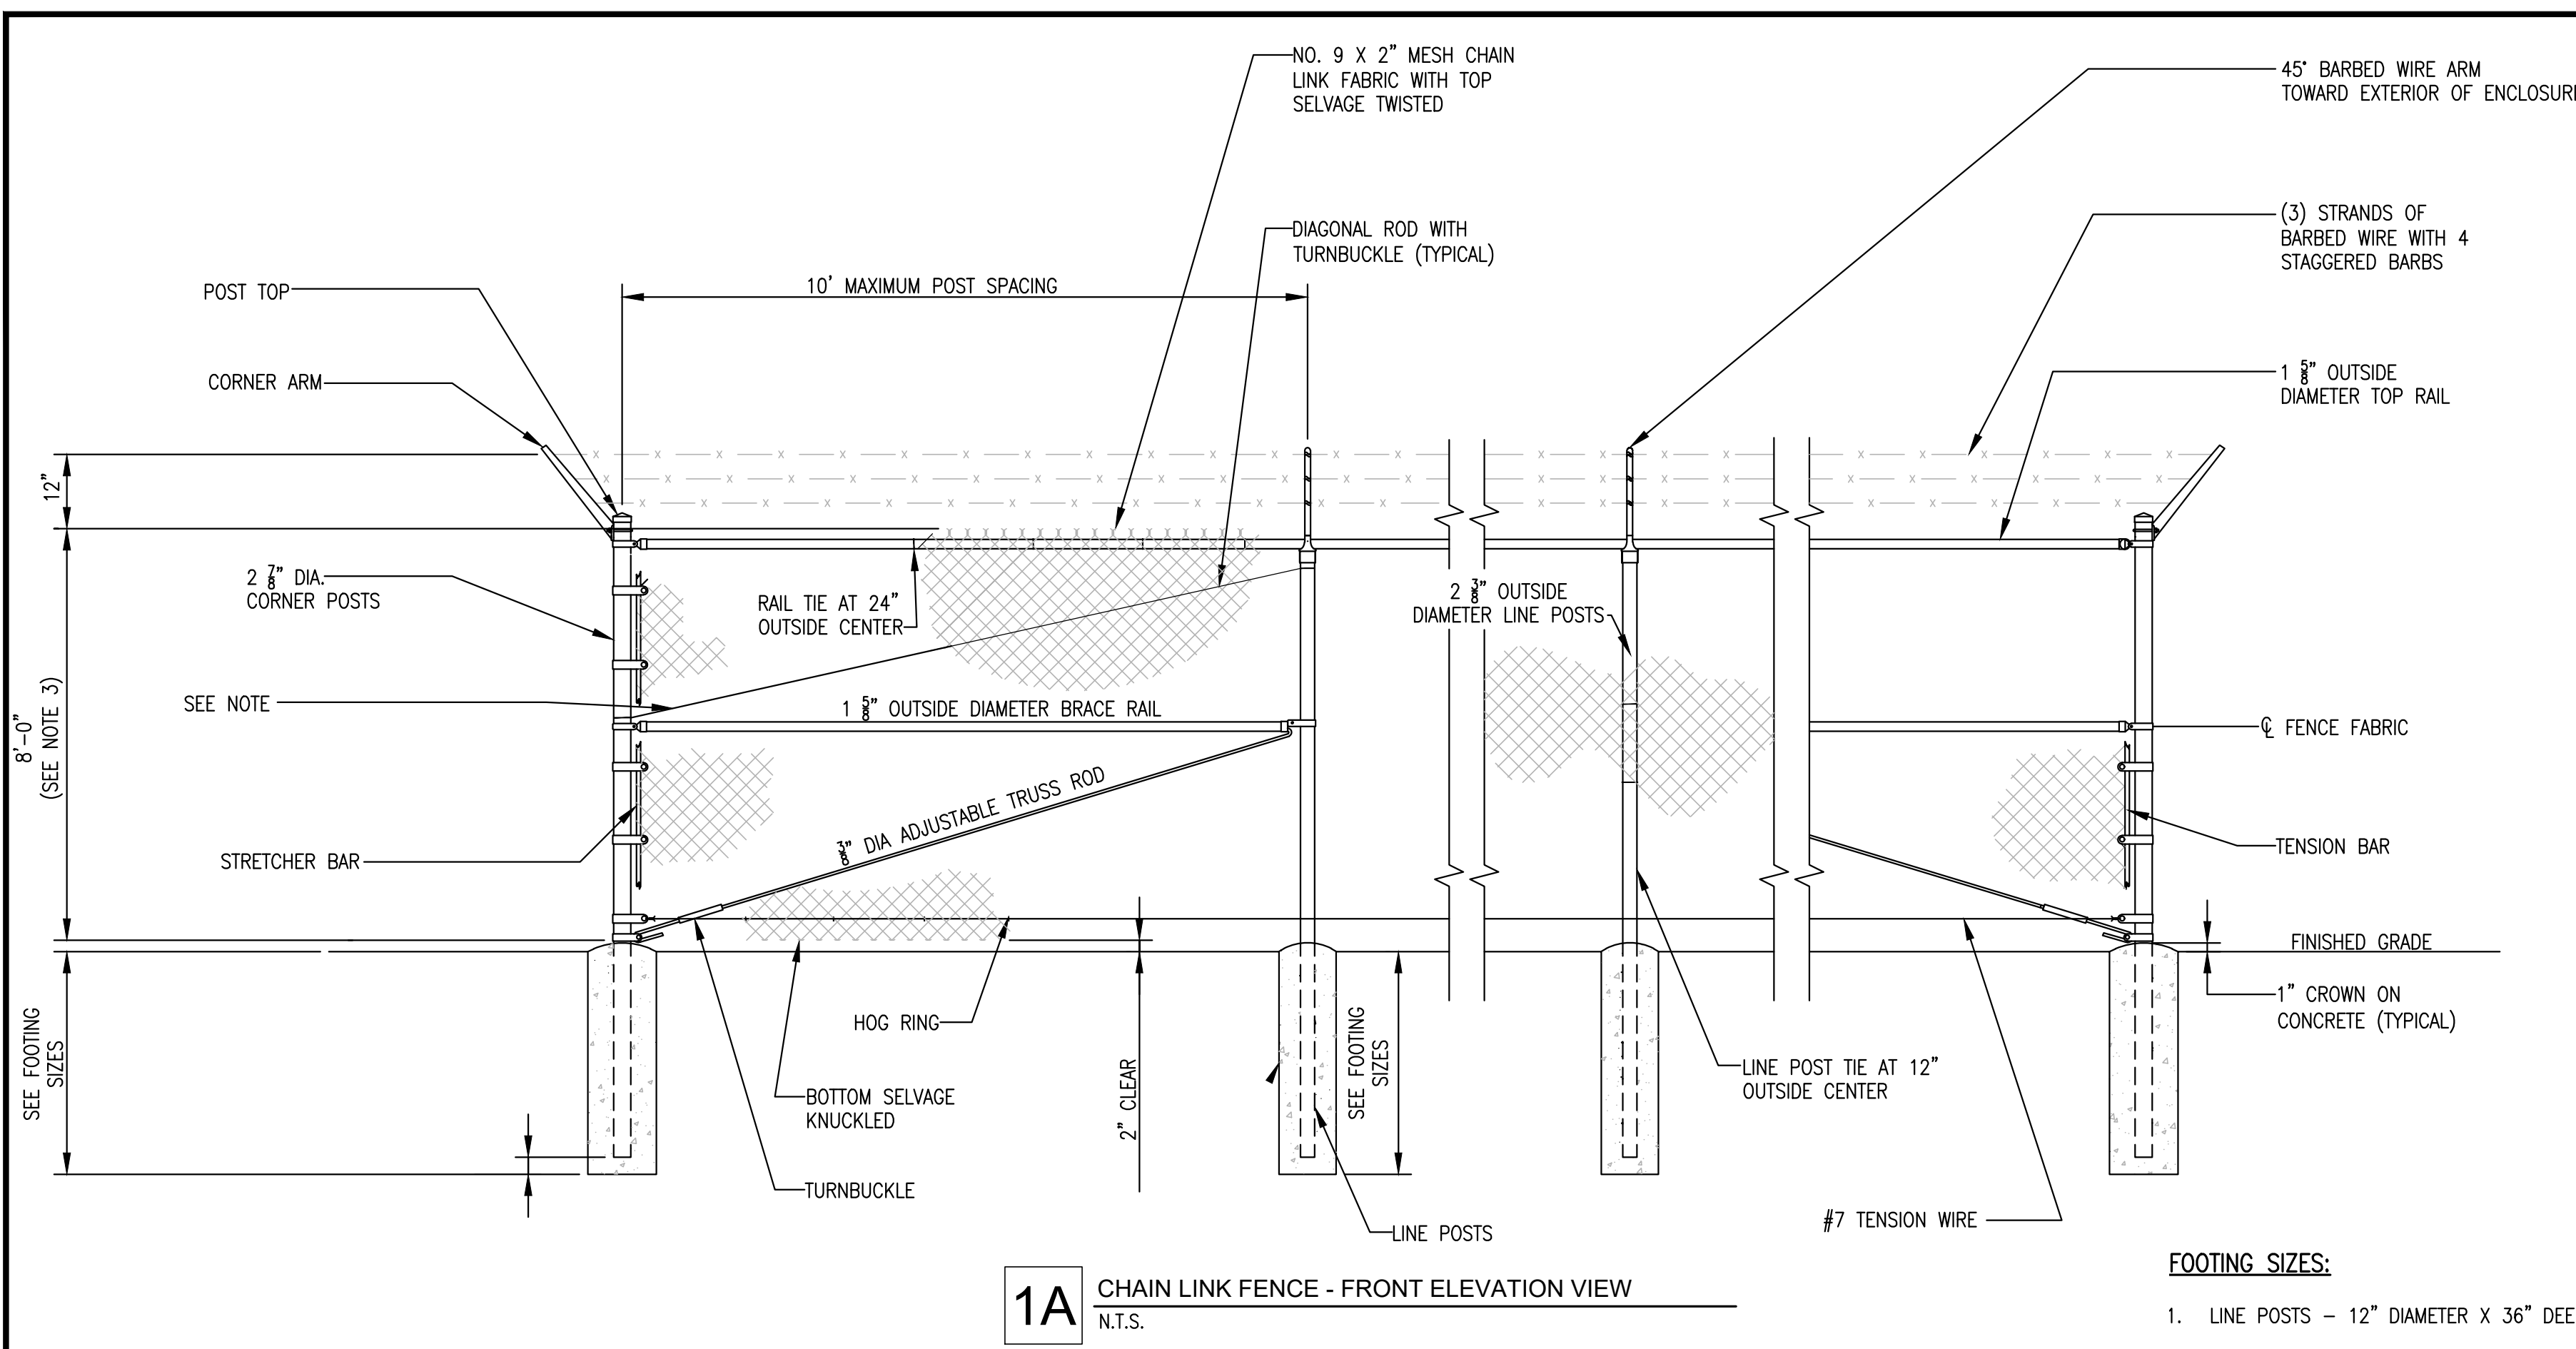 NO. 9 X 2" MESH CHAIN
LINK FABRIC WITH TOP
SELVAGE TWISTED
45° BARBED WIRE ARM
TOWARD EXTERIOR OF ENCLOSUR
DIAGONAL ROD WITH
TURNBUCKLE (TYPICAL)
(3) STRANDS OF
BARBED WIRE WITH 4
STAGGERED BARBS
POST TOP
10' MAXIMUM POST SPACING
CORNER ARM
1 5/8" OUTSIDE
DIAMETER TOP RAIL
12"
2 7/8" DIA.
CORNER POSTS
RAIL TIE AT 24"
OUTSIDE CENTER
2 3/8" OUTSIDE
DIAMETER LINE POSTS
8'-0"
(SEE NOTE 3)
SEE NOTE
1 5/8" OUTSIDE DIAMETER BRACE RAIL
℄ FENCE FABRIC
3/8" DIA ADJUSTABLE TRUSS ROD
STRETCHER BAR
TENSION BAR
FINISHED GRADE
1" CROWN ON
CONCRETE (TYPICAL)
SEE FOOTING
SIZES
HOG RING
BOTTOM SELVAGE
KNUCKLED
2" CLEAR
SEE FOOTING
SIZES
LINE POST TIE AT 12"
OUTSIDE CENTER
TURNBUCKLE
LINE POSTS
#7 TENSION WIRE
1A
CHAIN LINK FENCE - FRONT ELEVATION VIEW
N.T.S.
FOOTING SIZES:
1. LINE POSTS – 12" DIAMETER X 36" DEE